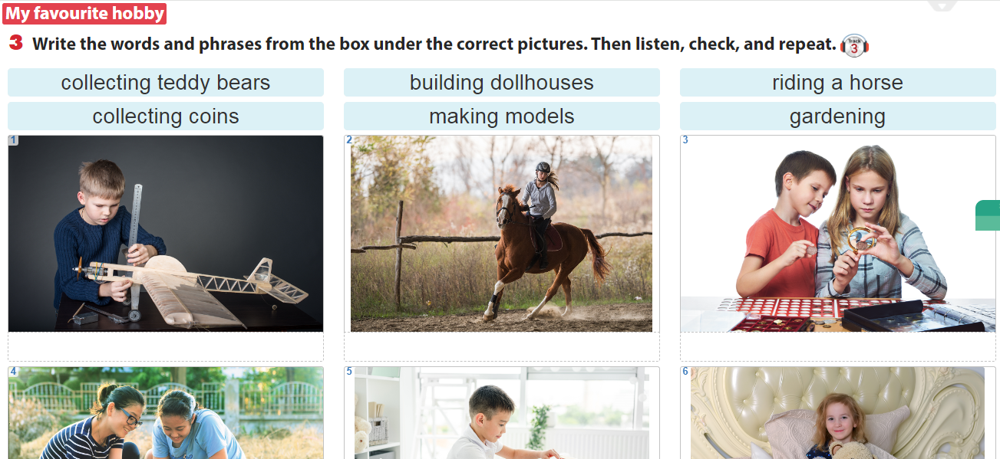 My favourite hobby
3 Write the words and phrases from the box under the correct pictures. Then listen, check, and repeat. Track 3
collecting teddy bears
building dollhouses
riding a horse
collecting coins
making models
gardening
1
2
3
4
5
6